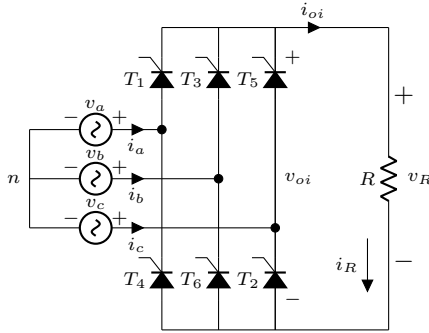 i_oi
+
T_1 T_3 T_5
+
v_a
− +
i_a
v_b
n − +
i_b
v_oi
R v_R
v_c
− +
i_c
i_R −
T_4 T_6 T_2
−